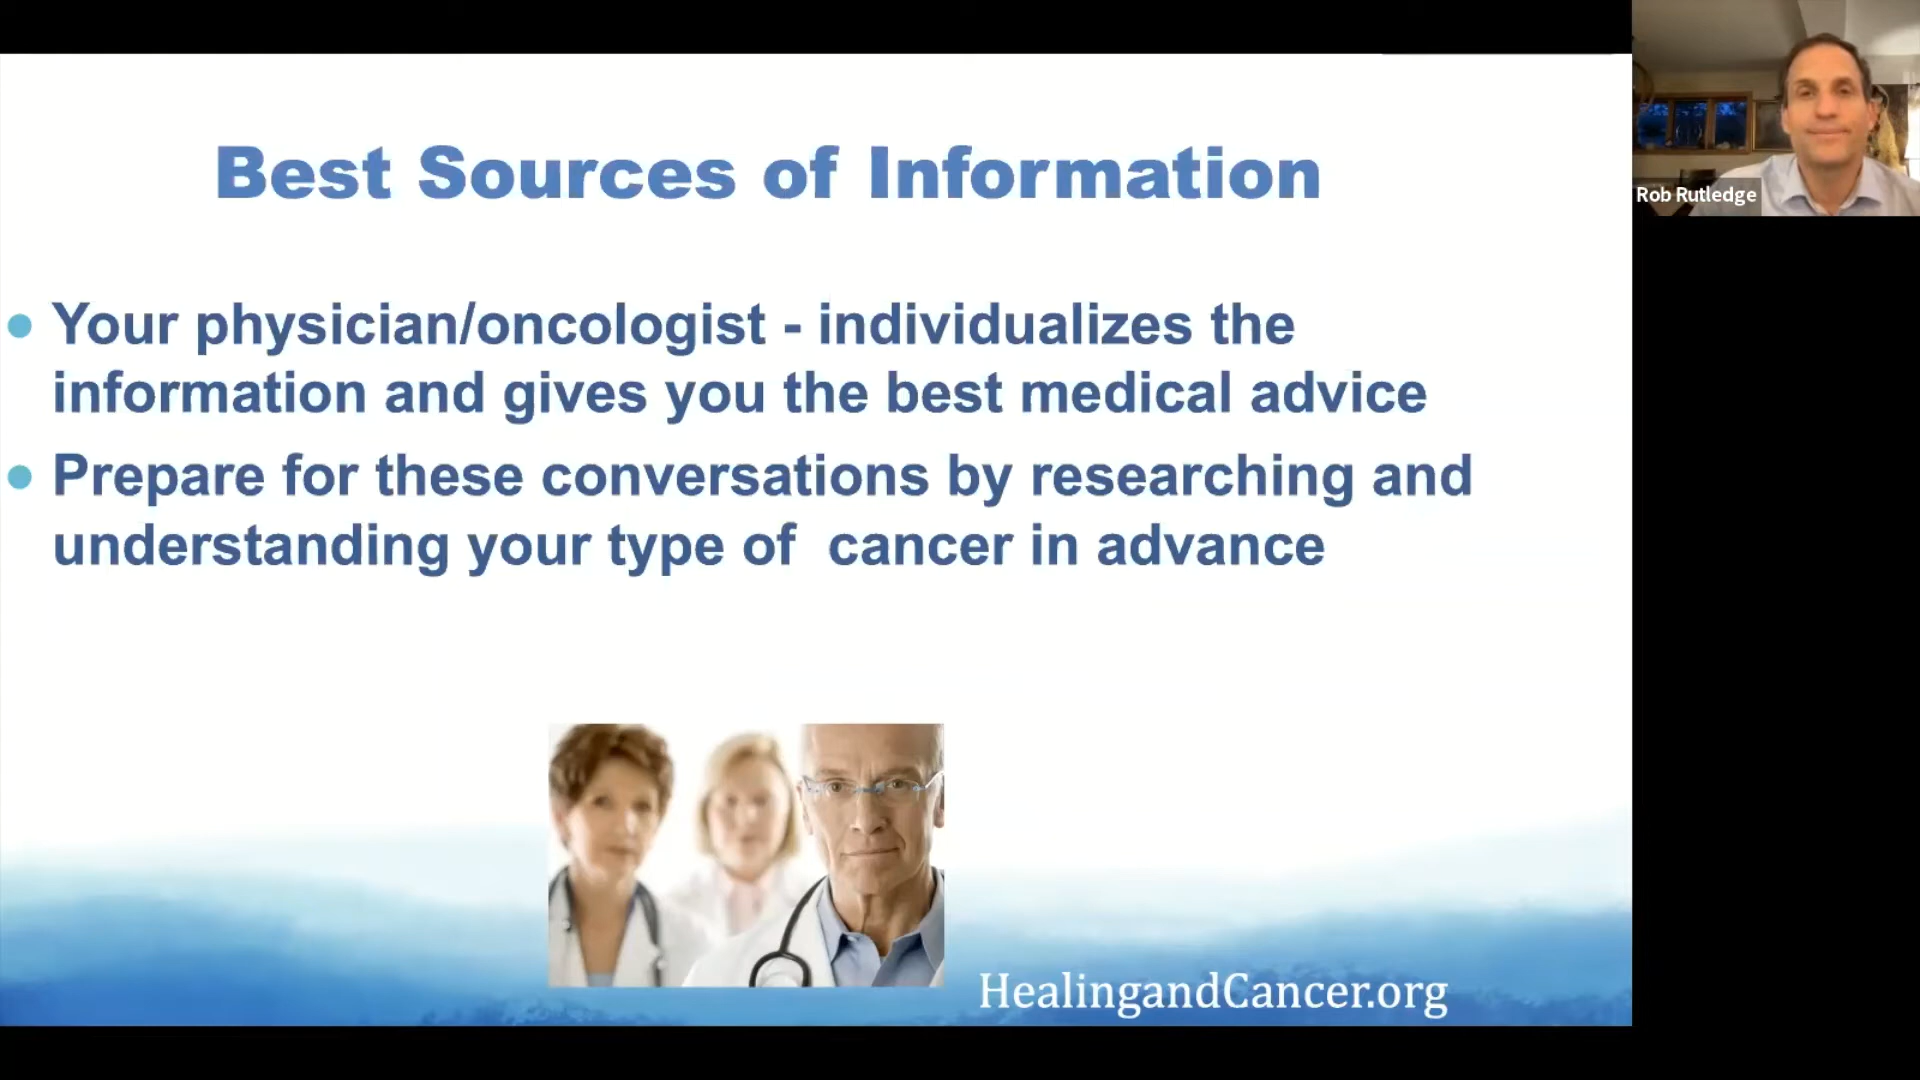 Best Sources of Information
• Your physician/oncologist - individualizes the
information and gives you the best medical advice
• Prepare for these conversations by researching and
understanding your type of  cancer in advance
HealingandCancer.org
Rob Rutledge